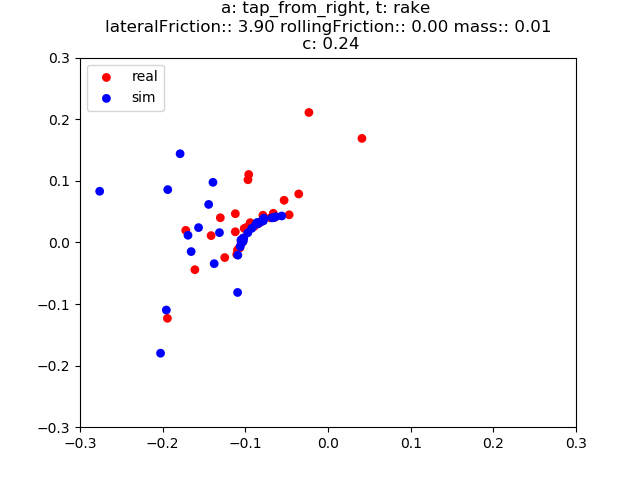 a: tap_from_right, t: rake
lateralFriction:: 3.90 rollingFriction:: 0.00 mass:: 0.01
c: 0.24
real
sim
0.3
0.2
0.1
0.0
−0.1
−0.2
−0.3
−0.3 −0.2 −0.1 0.0 0.1 0.2 0.3